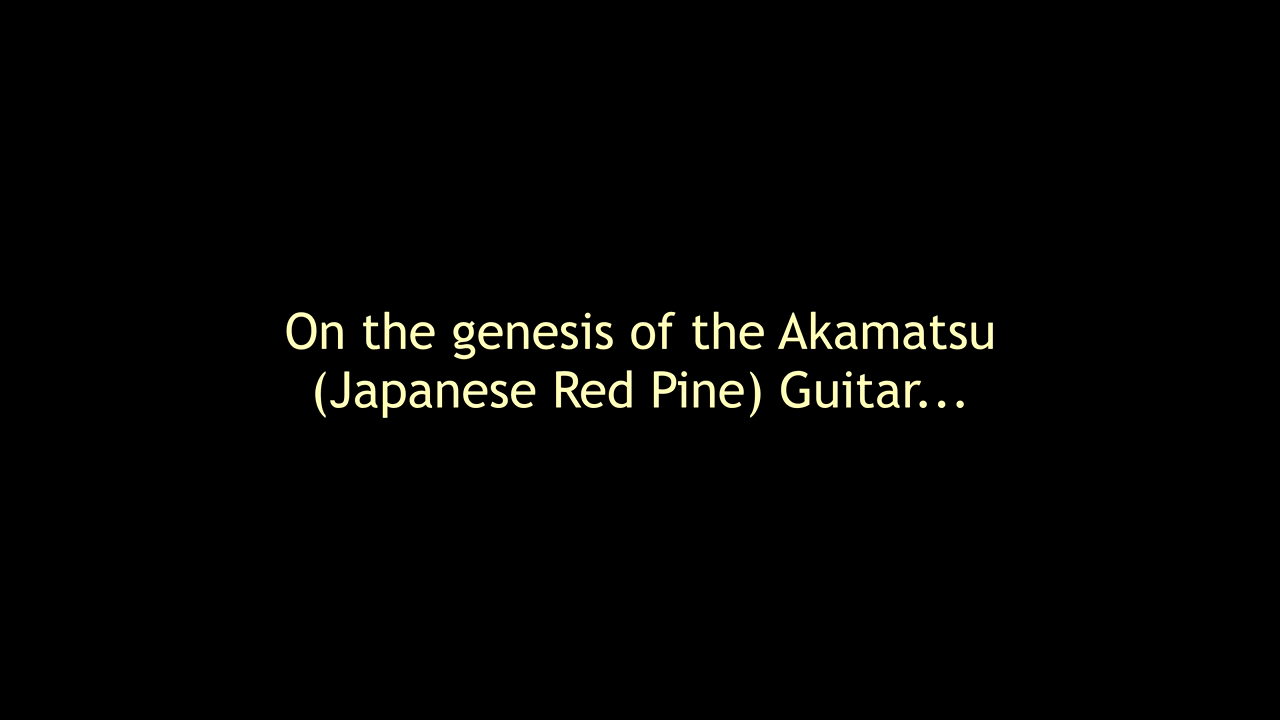 On the genesis of the Akamatsu
(Japanese Red Pine) Guitar...